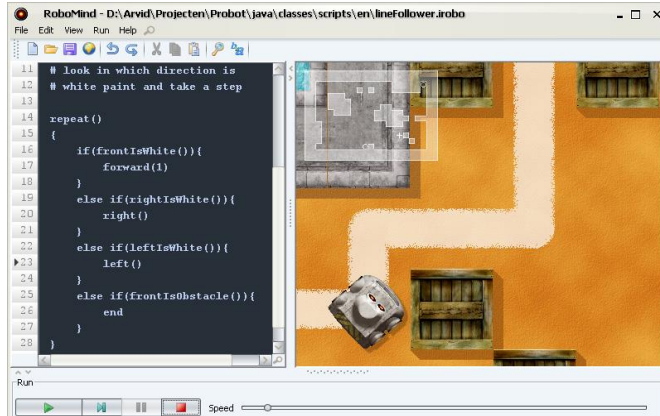 RoboMind - D:\Arvid\Projecten\Probot\java\classes\scripts\en\lineFollower.irobo
File Edit View Run Help
11 # look in which direction is
12 # white paint and take a step
13
14 repeat()
15 {
16 if(frontIsWhite()){
17 forward(1)
18 }
19 else if(rightIsWhite()){
20 right()
21 }
22 else if(leftIsWhite()){
23 left()
24 }
25 else if(frontIsObstacle()){
26 end
27 }
28 }
Run
Speed